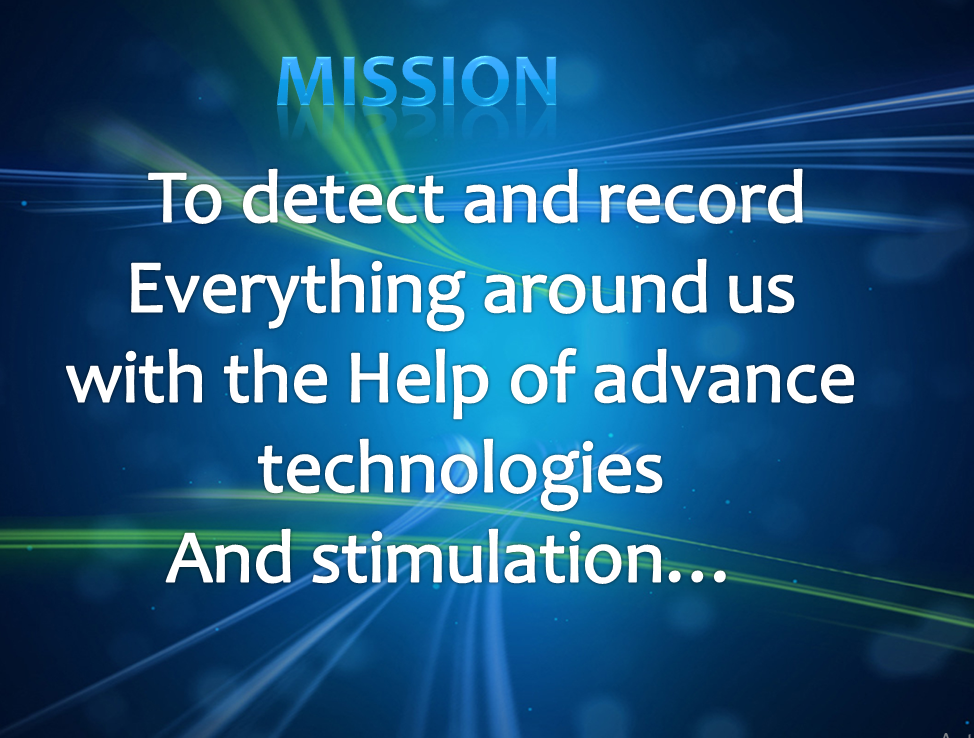 MISSION
To detect and record
Everything around us
with the Help of advance
technologies
And stimulation...